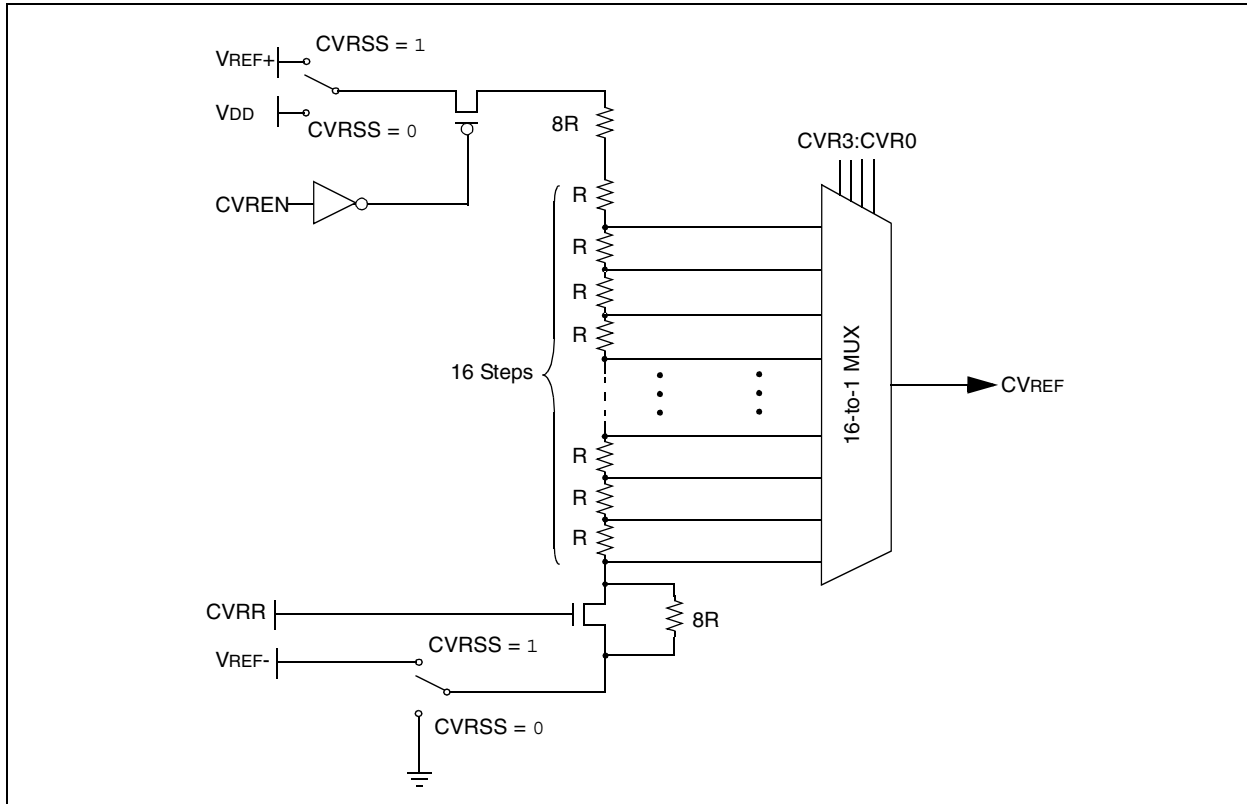 CVRSS = 1
VREF+
VDD
CVRSS = 0
8R
CVR3:CVR0
CVREN
R
R
R
R
16 Steps
16-to-1 MUX
CVREF
R
R
R
CVRR
8R
CVRSS = 1
VREF-
CVRSS = 0